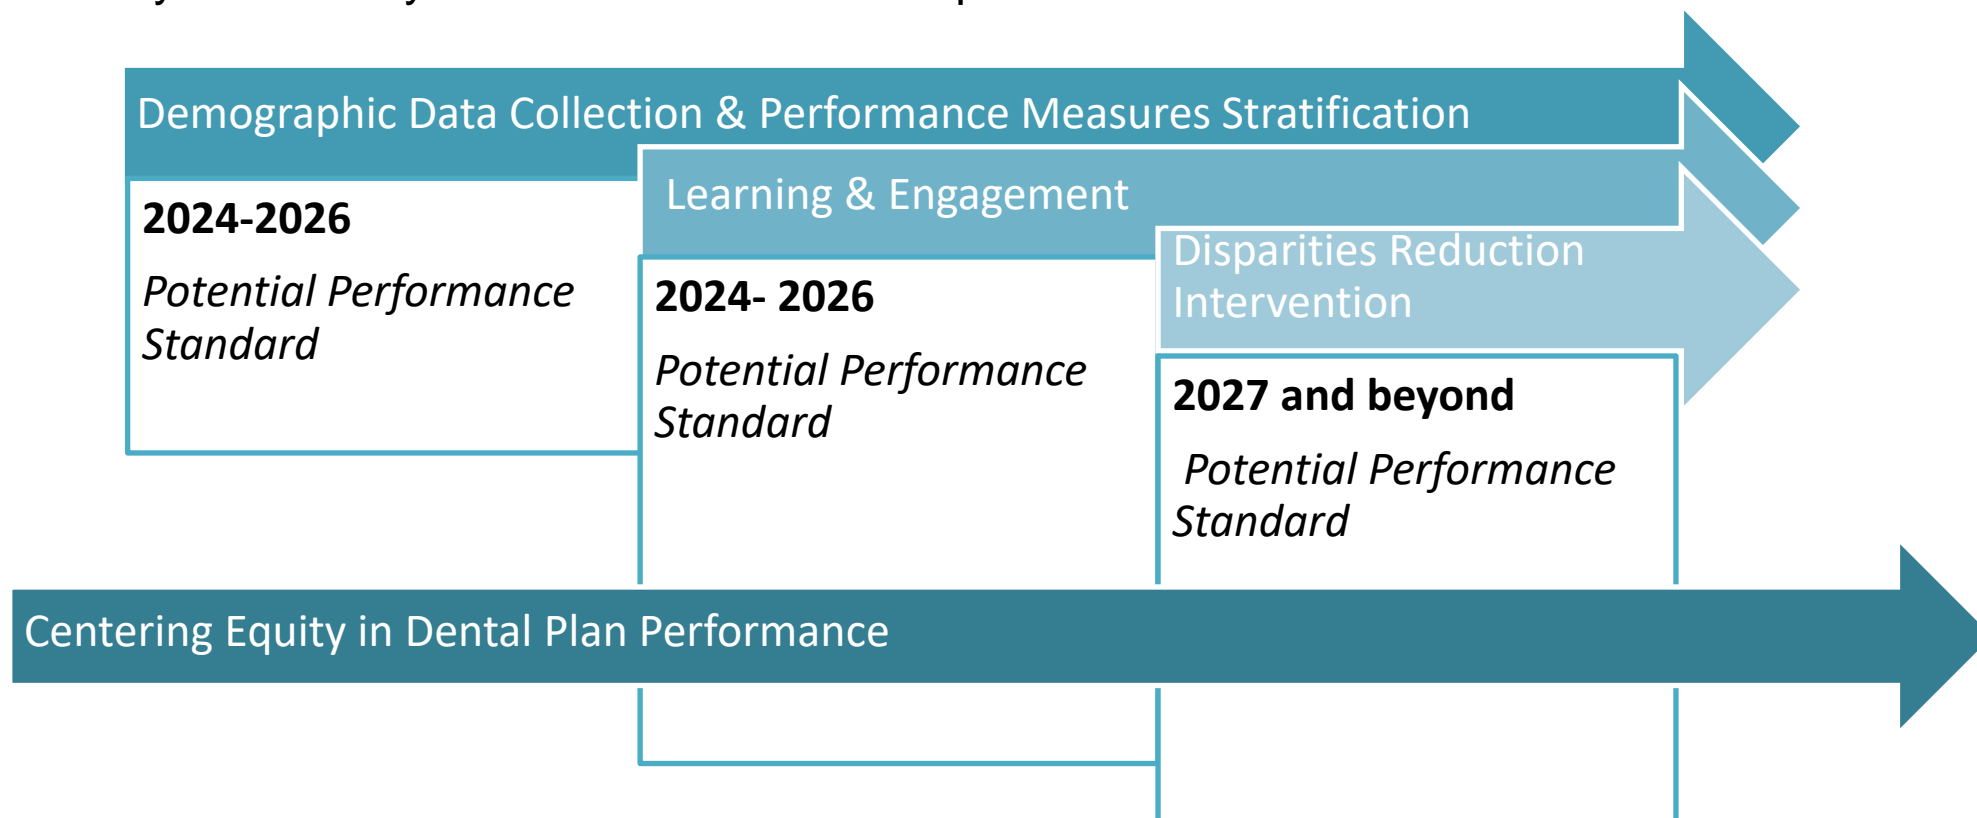 Demographic Data Collection & Performance Measures Stratification
2024-2026
Potential Performance
Standard
Learning & Engagement
2024- 2026
Potential Performance
Standard
Disparities Reduction
Intervention
2027 and beyond
Potential Performance
Standard
Centering Equity in Dental Plan Performance